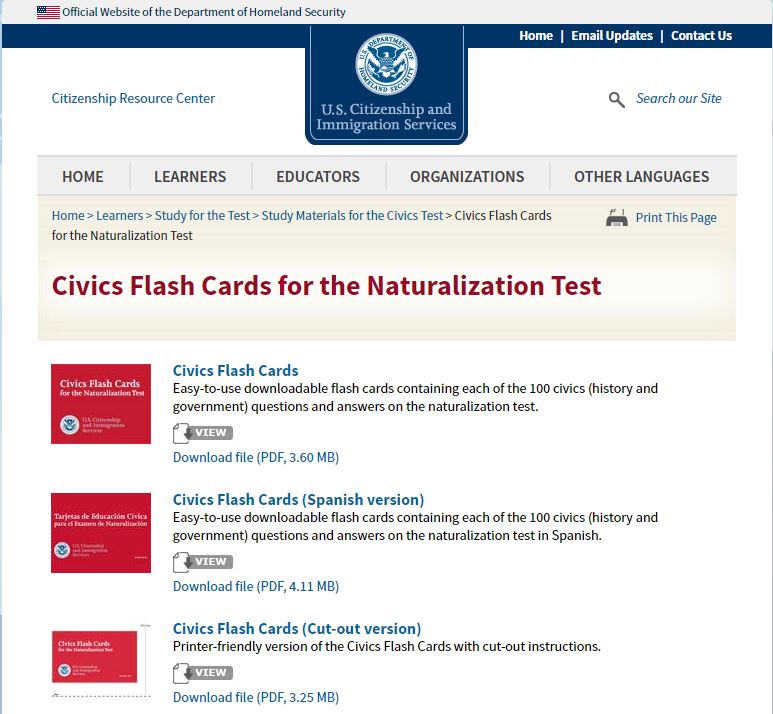 Official Website of the Department of Homeland Security
Home | Email Updates | Contact Us
Citizenship Resource Center
U.S. Citizenship and
Immigration Services
Search our Site
HOME
LEARNERS
EDUCATORS
ORGANIZATIONS
OTHER LANGUAGES
Home > Learners > Study for the Test > Study Materials for the Civics Test > Civics Flash Cards
for the Naturalization Test
Print This Page
Civics Flash Cards for the Naturalization Test
Civics Flash Cards
for the Naturalization Test
U.S. Citizenship
and Immigration
Services
Civics Flash Cards
Easy-to-use downloadable flash cards containing each of the 100 civics (history and
government) questions and answers on the naturalization test.
VIEW
Download file (PDF, 3.60 MB)
Tarjetas de Educación Cívica
para el Examen de Naturalización
U.S. Citizenship
and Immigration
Services
Civics Flash Cards (Spanish version)
Easy-to-use downloadable flash cards containing each of the 100 civics (history and
government) questions and answers on the naturalization test in Spanish.
VIEW
Download file (PDF, 4.11 MB)
Civics Flash Cards
for the Naturalization Test
U.S. Citizenship
and Immigration
Services
Civics Flash Cards (Cut-out version)
Printer-friendly version of the Civics Flash Cards with cut-out instructions.
VIEW
Download file (PDF, 3.25 MB)